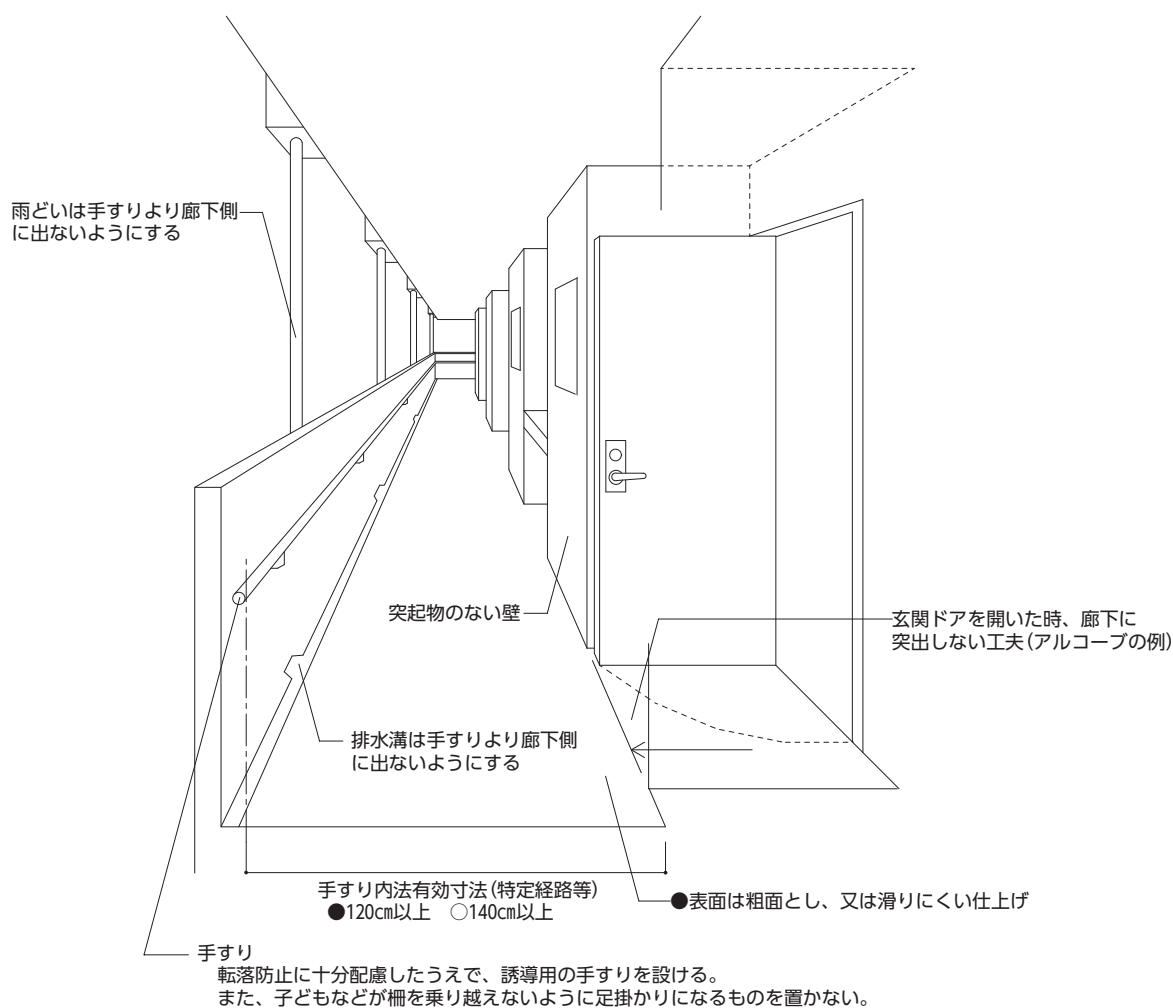 雨どいは手すりより廊下側
に出ないようにする
突起物のない壁
玄関ドアを開いた時、廊下に
突出しない工夫(アルコーブの例)
排水溝は手すりより廊下側
に出ないようにする
手すり内法有効寸法(特定経路等)
●120㎝以上　○140㎝以上
●表面は粗面とし、又は滑りにくい仕上げ
手すり
転落防止に十分配慮したうえで、誘導用の手すりを設ける。
また、子どもなどが柵を乗り越えないように足掛かりになるものを置かない。